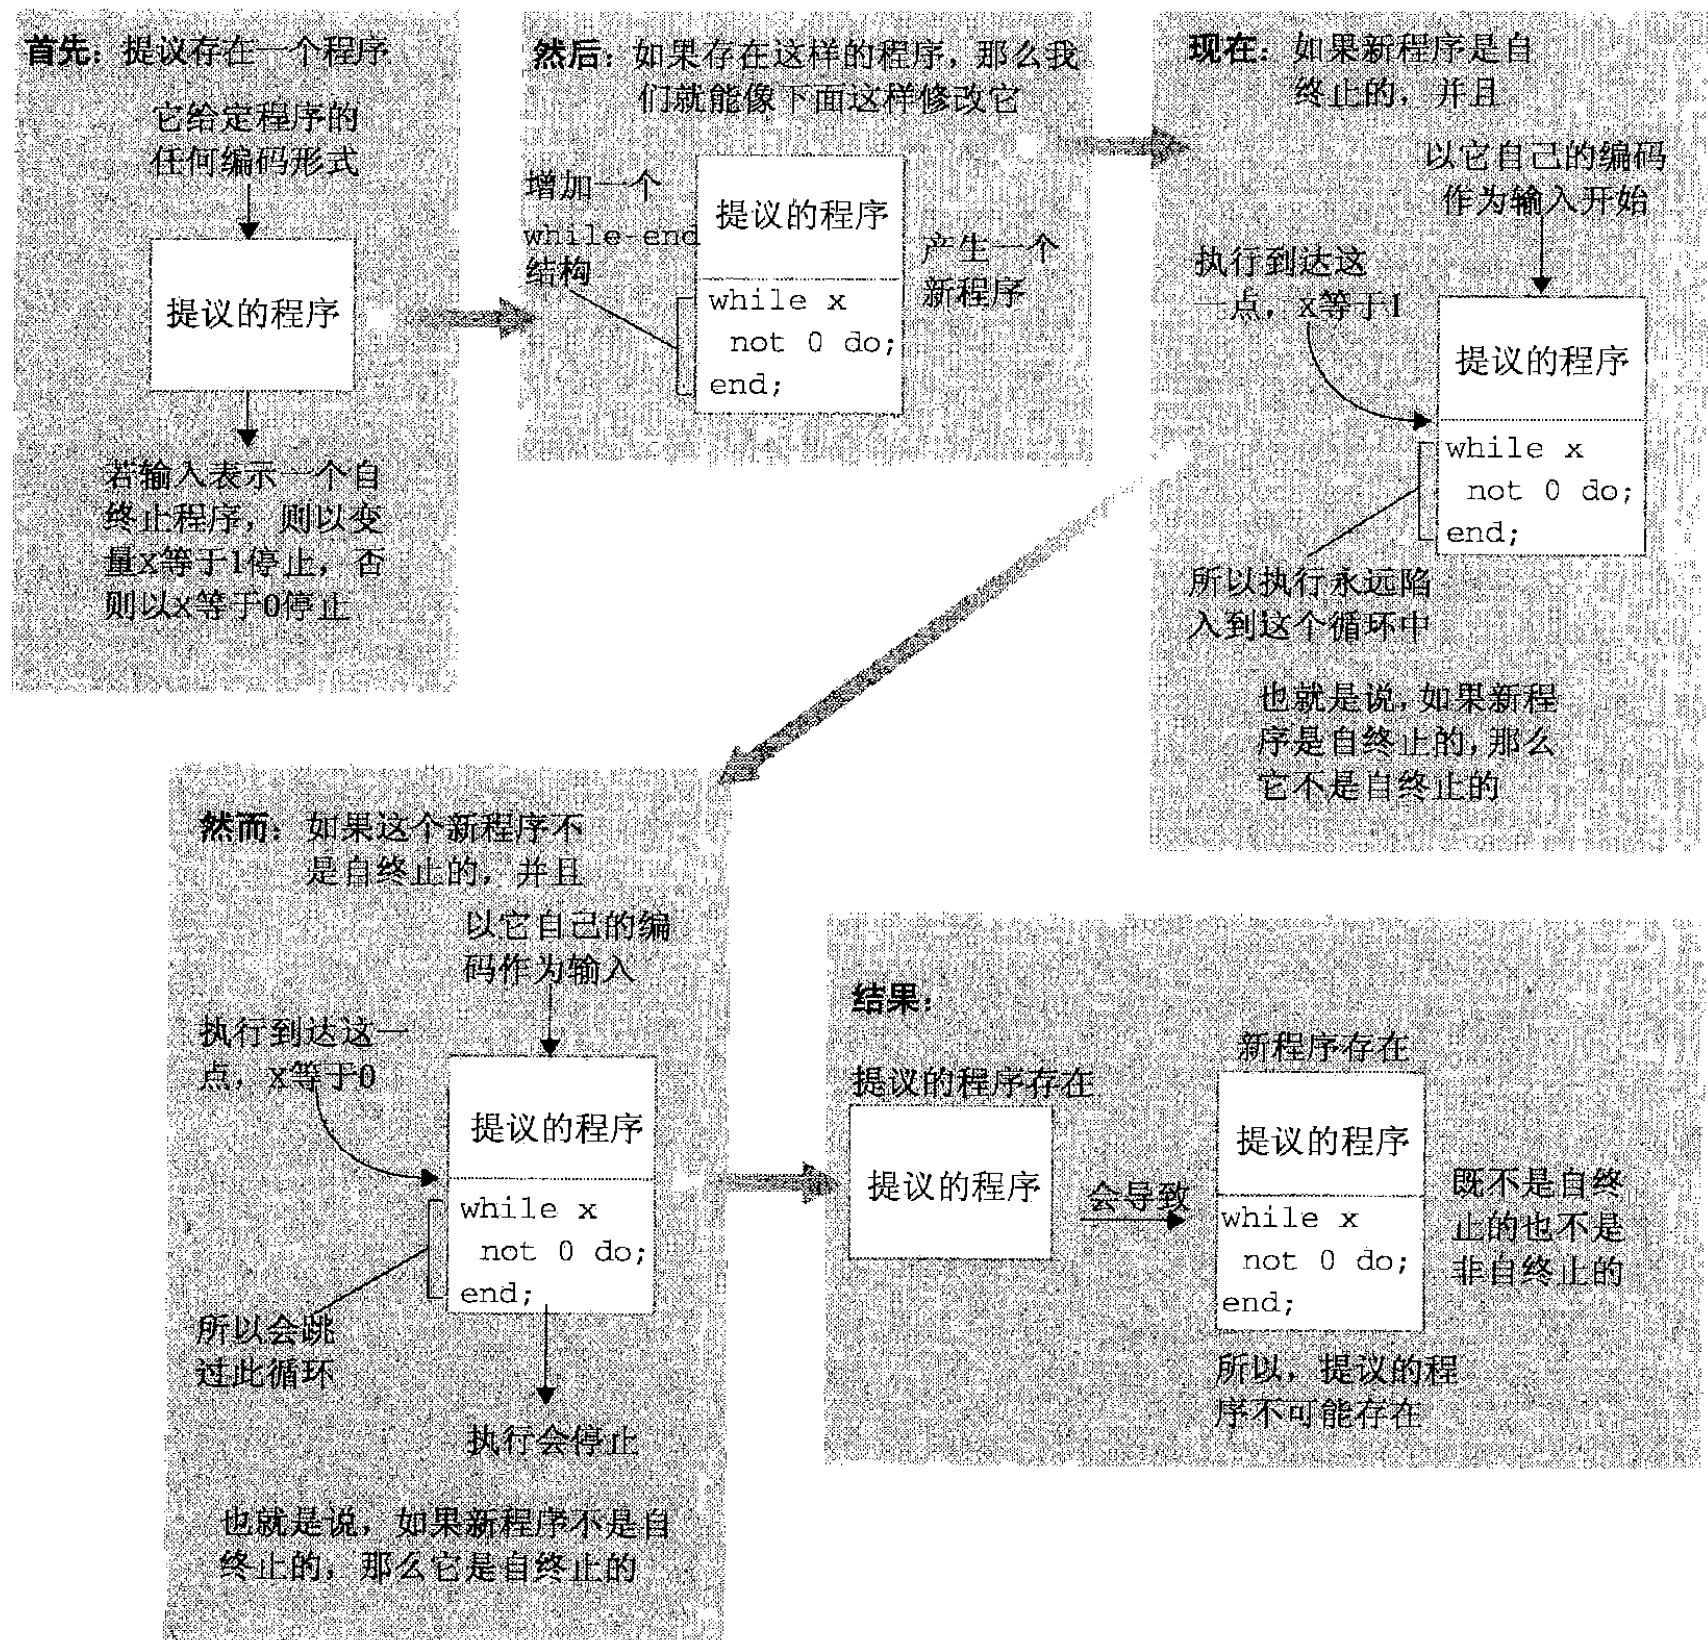 首先：提议存在一个程序
它给定程序的
任何编码形式
提议的程序
若输入表示一个自
终止程序，则以变
量X等于1停止，否
则以X等于0停止
然后：如果存在这样的程序，那么我
们就能像下面这样修改它
增加一个
while-end
结构
提议的程序
while x
not 0 do;
end;
产生一个
新程序
现在：如果新程序是自
终止的，并且
以它自己的编码
作为输入开始
执行到达这
一点，X等于1
提议的程序
while x
not 0 do;
end;
所以执行永远陷
入到这个循环中
也就是说，如果新程
序是自终止的，那么
它不是自终止的
然而：如果这个新程序不
是自终止的，并且
以它自己的编
码作为输入
执行到达这一
点，X等于0
提议的程序
while x
not 0 do;
end;
所以会跳
过此循环
执行会停止
也就是说，如果新程序不是自
终止的，那么它是自终止的
结果：
提议的程序存在
提议的程序
会导致
新程序存在
提议的程序
while x
not 0 do;
end;
既不是自终
止的也不是
非自终止的
所以，提议的程
序不可能存在